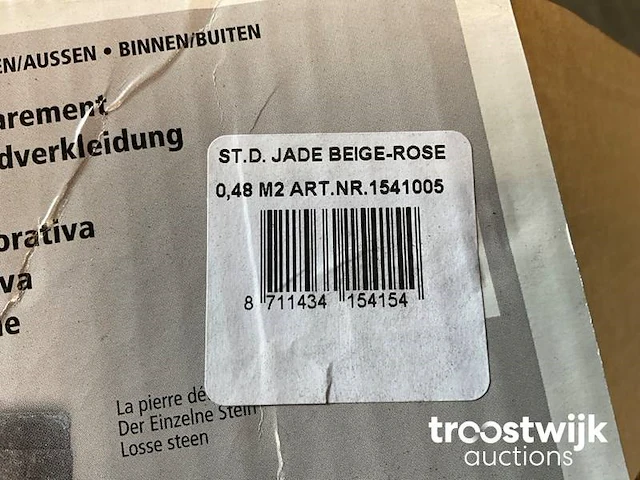 EN/AUSSEN • BINNEN/BUITEN
arement
dverkleidung
orativa
va
ne
ST.D. JADE BEIGE-ROSE
0,48 M2 ART.NR.1541005
8 711434 154154
La pierre dé
Der Einzelne Stein
Losse steen
troostwijk
auctions